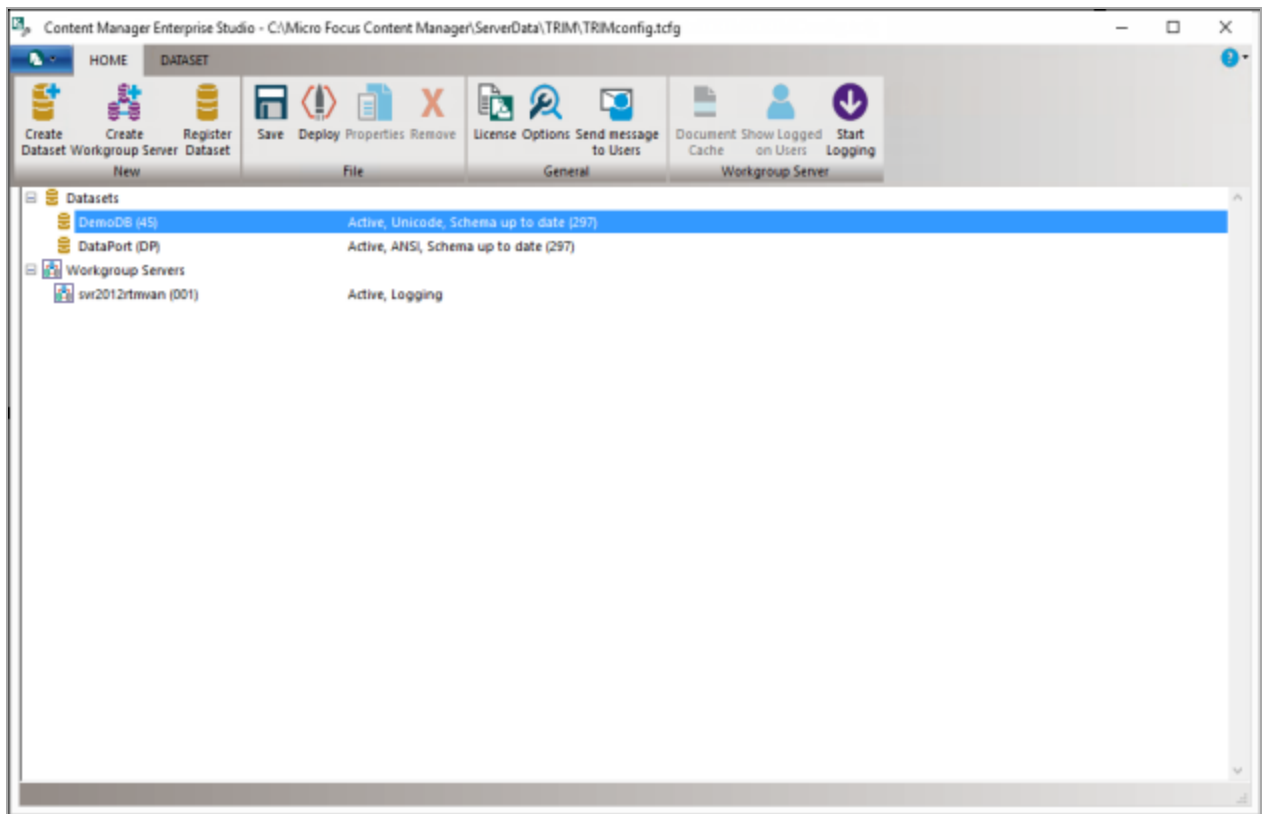 Content Manager Enterprise Studio - C:\Micro Focus Content Manager\ServerData\TRIM\TRIMconfig.tcfg
HOME DATASET
Create Dataset
Create Workgroup Server
Register Dataset
New
Save
Deploy
Properties
Remove
File
License
Options
Send message to Users
General
Document Cache
Show Logged on Users
Start Logging
Workgroup Server
Datasets
DemoDB (45) Active, Unicode, Schema up to date (297)
DataPort (DP) Active, ANSI, Schema up to date (297)
Workgroup Servers
svr2012rtmvan (001) Active, Logging